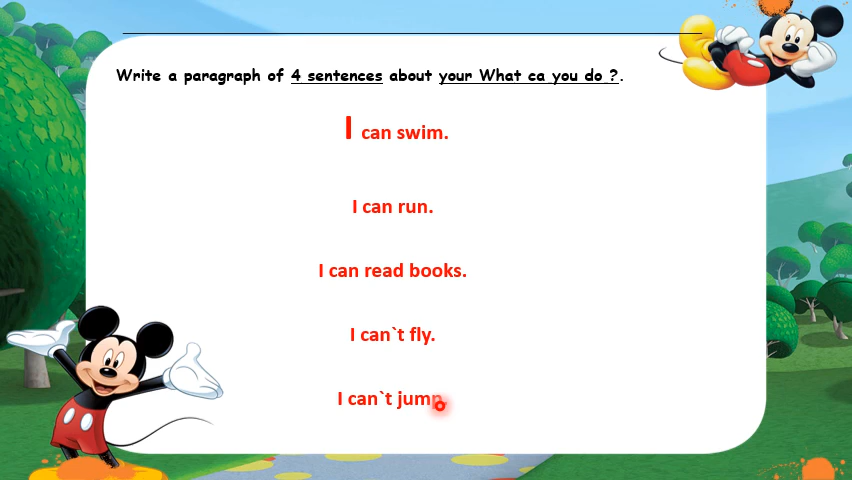 Write a paragraph of 4 sentences about your What ca you do ?.
I can swim.
I can run.
I can read books.
I can`t fly.
I can`t jump